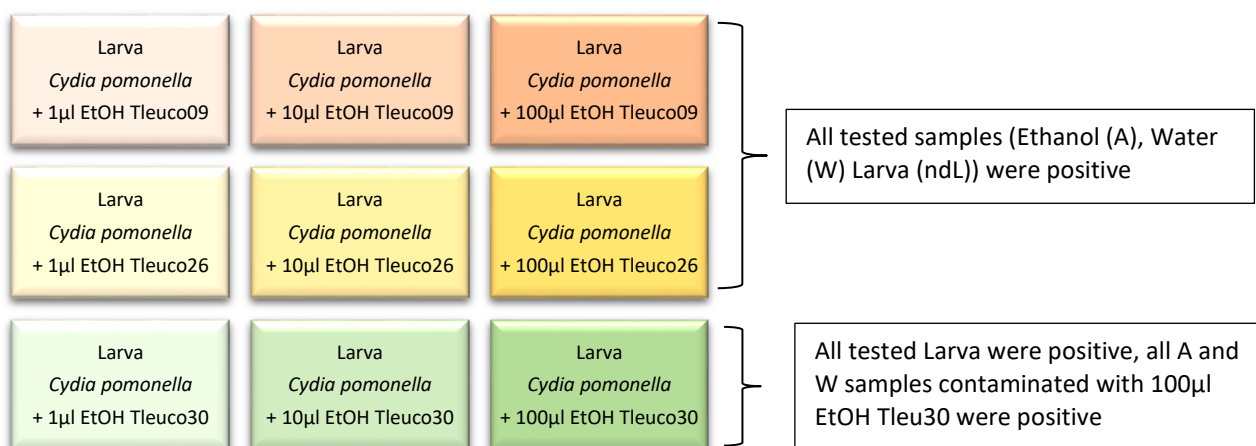 Larva
Cydia pomonella
+ 1µl EtOH Tleuco09
Larva
Cydia pomonella
+ 10µl EtOH Tleuco09
Larva
Cydia pomonella
+ 100µl EtOH Tleuco09
All tested samples (Ethanol (A), Water
(W) Larva (ndL)) were positive
Larva
Cydia pomonella
+ 1µl EtOH Tleuco26
Larva
Cydia pomonella
+ 10µl EtOH Tleuco26
Larva
Cydia pomonella
+ 100µl EtOH Tleuco26
Larva
Cydia pomonella
+ 1µl EtOH Tleuco30
Larva
Cydia pomonella
+ 10µl EtOH Tleuco30
Larva
Cydia pomonella
+ 100µl EtOH Tleuco30
All tested Larva were positive, all A and
W samples contaminated with 100µl
EtOH Tleu30 were positive